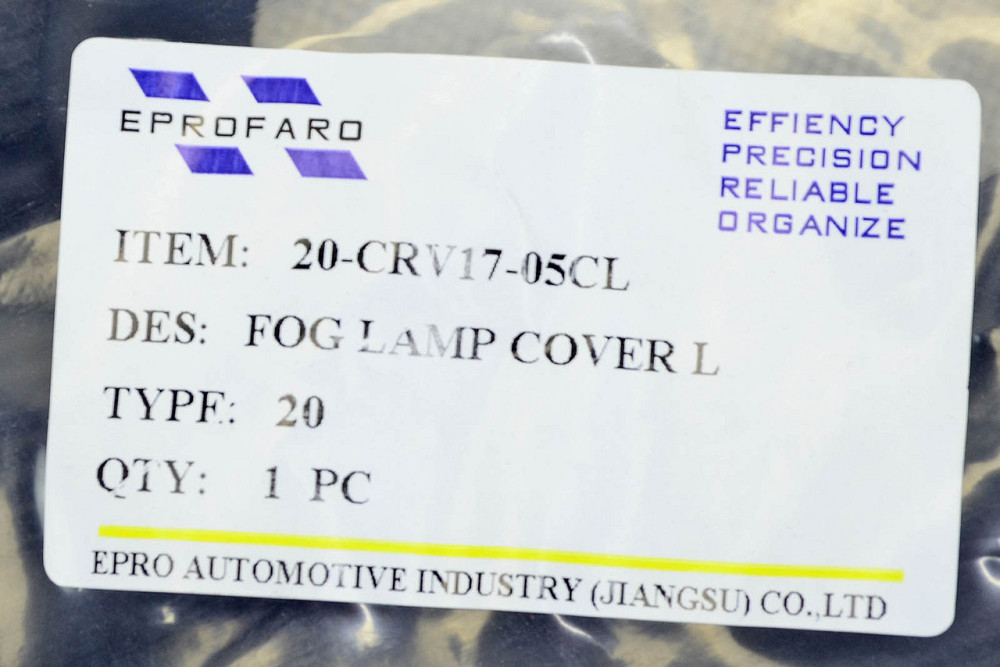 EPROFARO
EFFIENCY
PRECISION
RELIABLE
ORGANIZE
ITEM: 20-CRV17-05CL
DES: FOG LAMP COVER L
TYPE: 20
QTY: 1 PC
EPRO AUTOMOTIVE INDUSTRY (JIANGSU) CO.,LTD